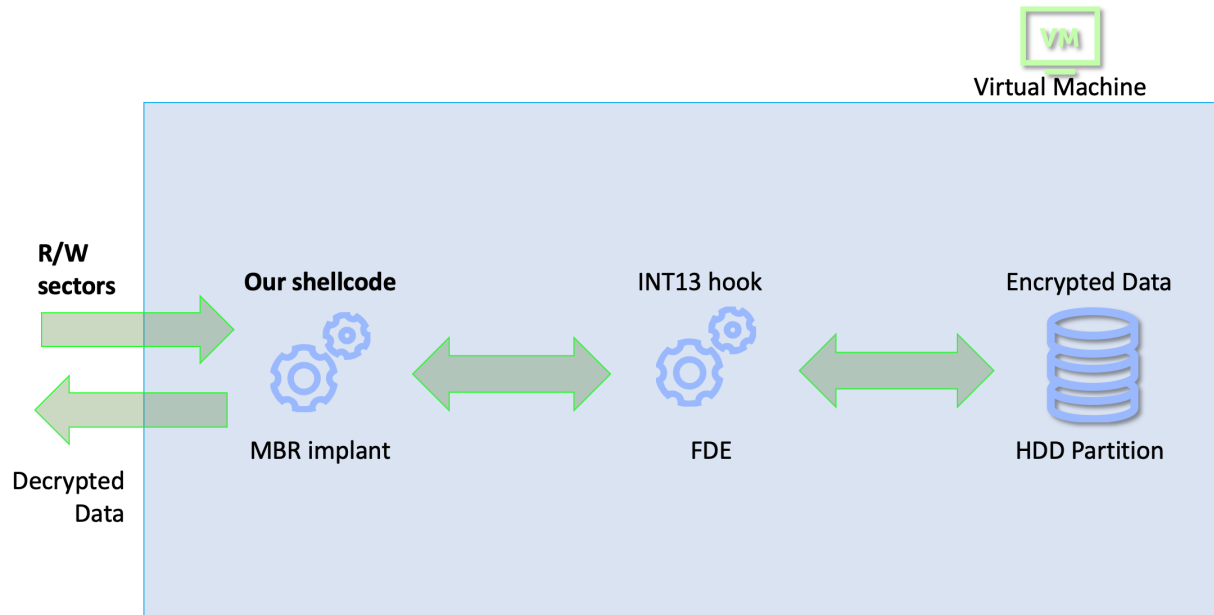 VM
Virtual Machine
R/W
sectors
Our shellcode
INT13 hook
Encrypted Data
MBR implant
FDE
HDD Partition
Decrypted
Data